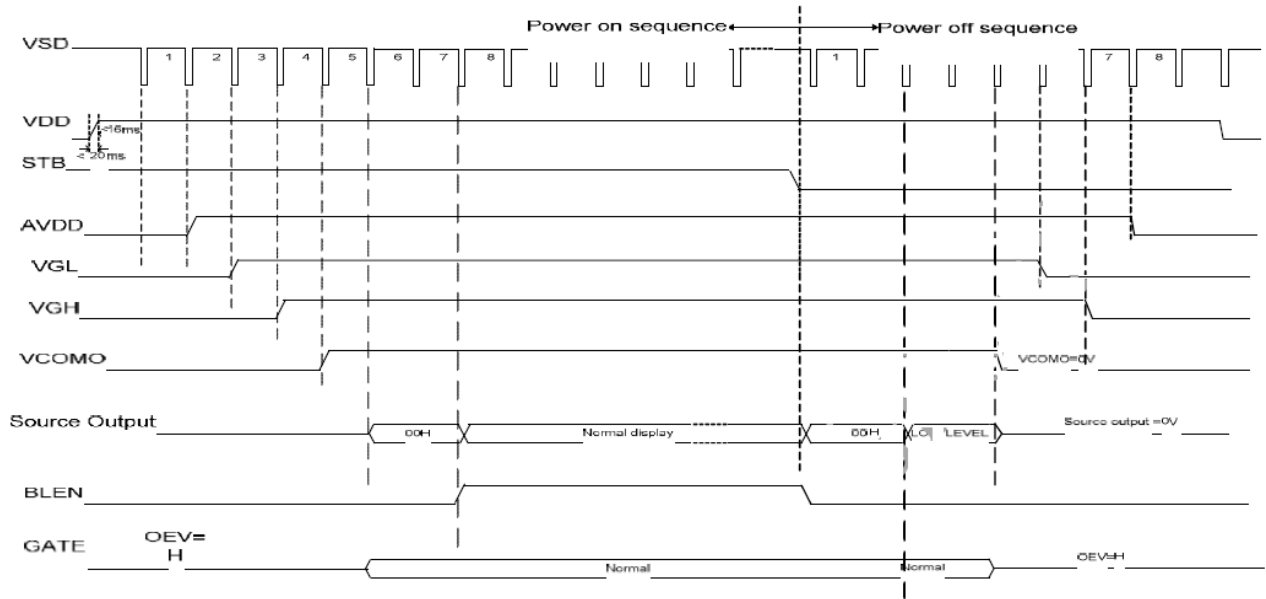 Power on sequence
Power off sequence
VSD
1 2 3 4 5 6 7 8 1 7 8
VDD
<16ms
< 20ms
STB
AVDD
VGL
VGH
VCOMO
VCOMO=0V
Source Output
00H
Normal display
00H
LEVEL
Source output =0V
BLEN
GATE
OEV=
H
Normal
Normal
OEV=H